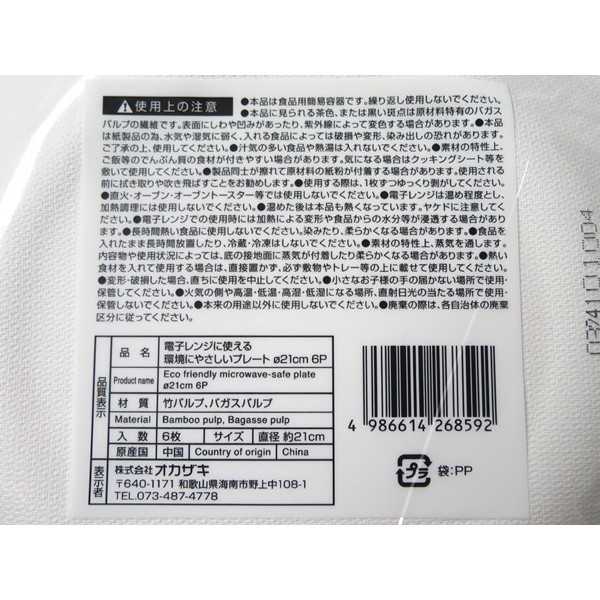 ⚠使用上の注意 ●本品は食品用簡易容器です。繰り返し使用しないでください。
●本品に見られる茶色、または黒い斑点は原材料特有のバガス
パルプの繊維です。表面にしわや凹みがあったり、紫外線によって変色する場合があります。●本品
は紙製品の為、水気や湿気に弱く、入れる食品によっては破損や変形、染み出しの恐れがあります。
ご了承の上、使用してください。●汁気の多い食品や熱湯は入れないでください。●素材の特性上、
ご飯等のでんぷん質の食材が付きやすい場合があります。気になる場合はクッキングシート等を
敷いて使用してください。●製品同士が擦れて原材料の紙粉が付着する場合があります。使用される
前に拭き取りや吹き飛ばすことをお勧めします。●使用する際は、1枚ずつゆっくり剥がしてください。
●直火・オーブン・オーブントースター等では使用しないでください。●電子レンジは温め程度とし、
加熱調理には使用しないでください。●温めた後は本品も熱くなっています。ヤケドに注意してくだ
さい。●電子レンジでの使用時には加熱による変形や食品からの水分等が浸透する場合がありま
す。●長時間熱い食品に使用しないでください。染みたり、柔らかくなる場合があります。●食品を
入れたまま長時間放置したり、冷蔵・冷凍はしないでください。●素材の特性上、蒸気を通します。
内容物や使用状況によっては、底の接地面に蒸気が付着したり柔らかくなる場合があります。●熱い
食材を入れて使用する場合は、直接置かず、必ず敷物やトレー等の上に載せて使用してください。
●変形・破損した場合、直ちに使用を中止してください。●小さなお子様の手の届かない場所で使用・
保管してください。●火気の側や高温・低温・高湿・低湿になる場所、直射日光の当たる場所で使用・
保管しないでください。●本来の用途以外に使用しないでください。●廃棄の際は、各自治体の廃棄
区分に従ってください。
品質表示
品 名 電子レンジに使える
環境にやさしいプレート ø21cm 6P
Product name Eco friendly microwave-safe plate
ø21cm 6P
材 質 竹パルプ、バガスパルプ
Material Bamboo pulp, Bagasse pulp
入 数 6枚 サイズ 直径 約21cm
原産国 中国 Country of origin China
表示者
株式会社オカザキ
〒640-1171 和歌山県海南市野上中108-1
TEL.073-487-4778
4 986614 268592
プラ 袋:PP
03241011004